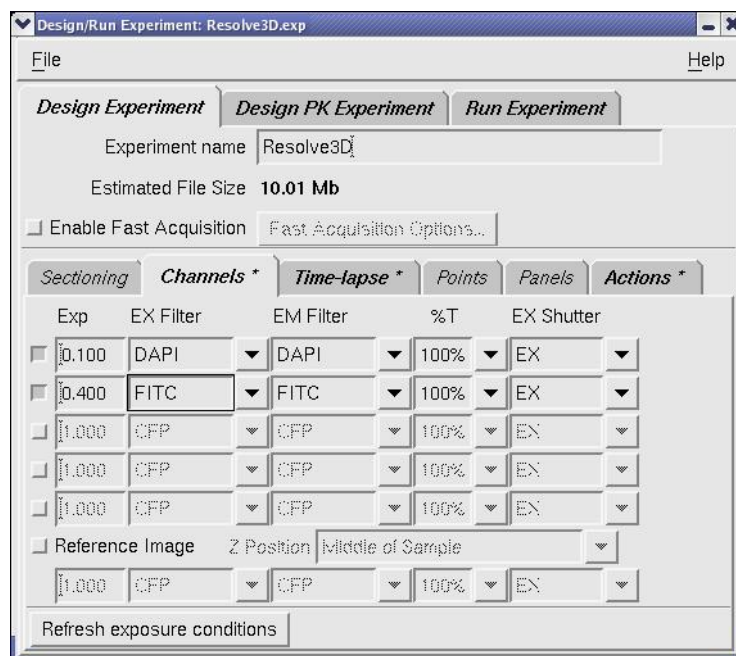 Design/Run Experiment: Resolve3D.exp
File Help
Design Experiment Design PK Experiment Run Experiment
Experiment name Resolve3D
Estimated File Size 10.01 Mb
Enable Fast Acquisition Fast Acquisition Options...
Sectioning Channels * Time-lapse * Points Panels Actions *
Exp EX Filter EM Filter %T EX Shutter
0.100 DAPI DAPI 100% EX
0.400 FITC FITC 100% EX
1.000 CFP CFP 100% EX
1.000 CFP CFP 100% EX
1.000 CFP CFP 100% EX
Reference Image Z Position Middle of Sample
1.000 CFP CFP 100% EX
Refresh exposure conditions